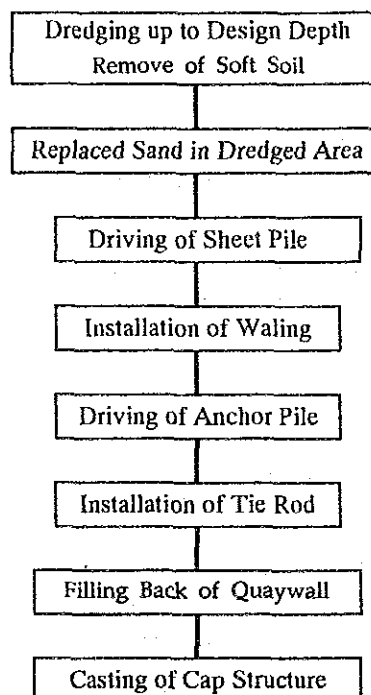 Dredging up to Design Depth
Remove of Soft Soil
Replaced Sand in Dredged Area
Driving of Sheet Pile
Installation of Waling
Driving of Anchor Pile
Installation of Tie Rod
Filling Back of Quaywall
Casting of Cap Structure